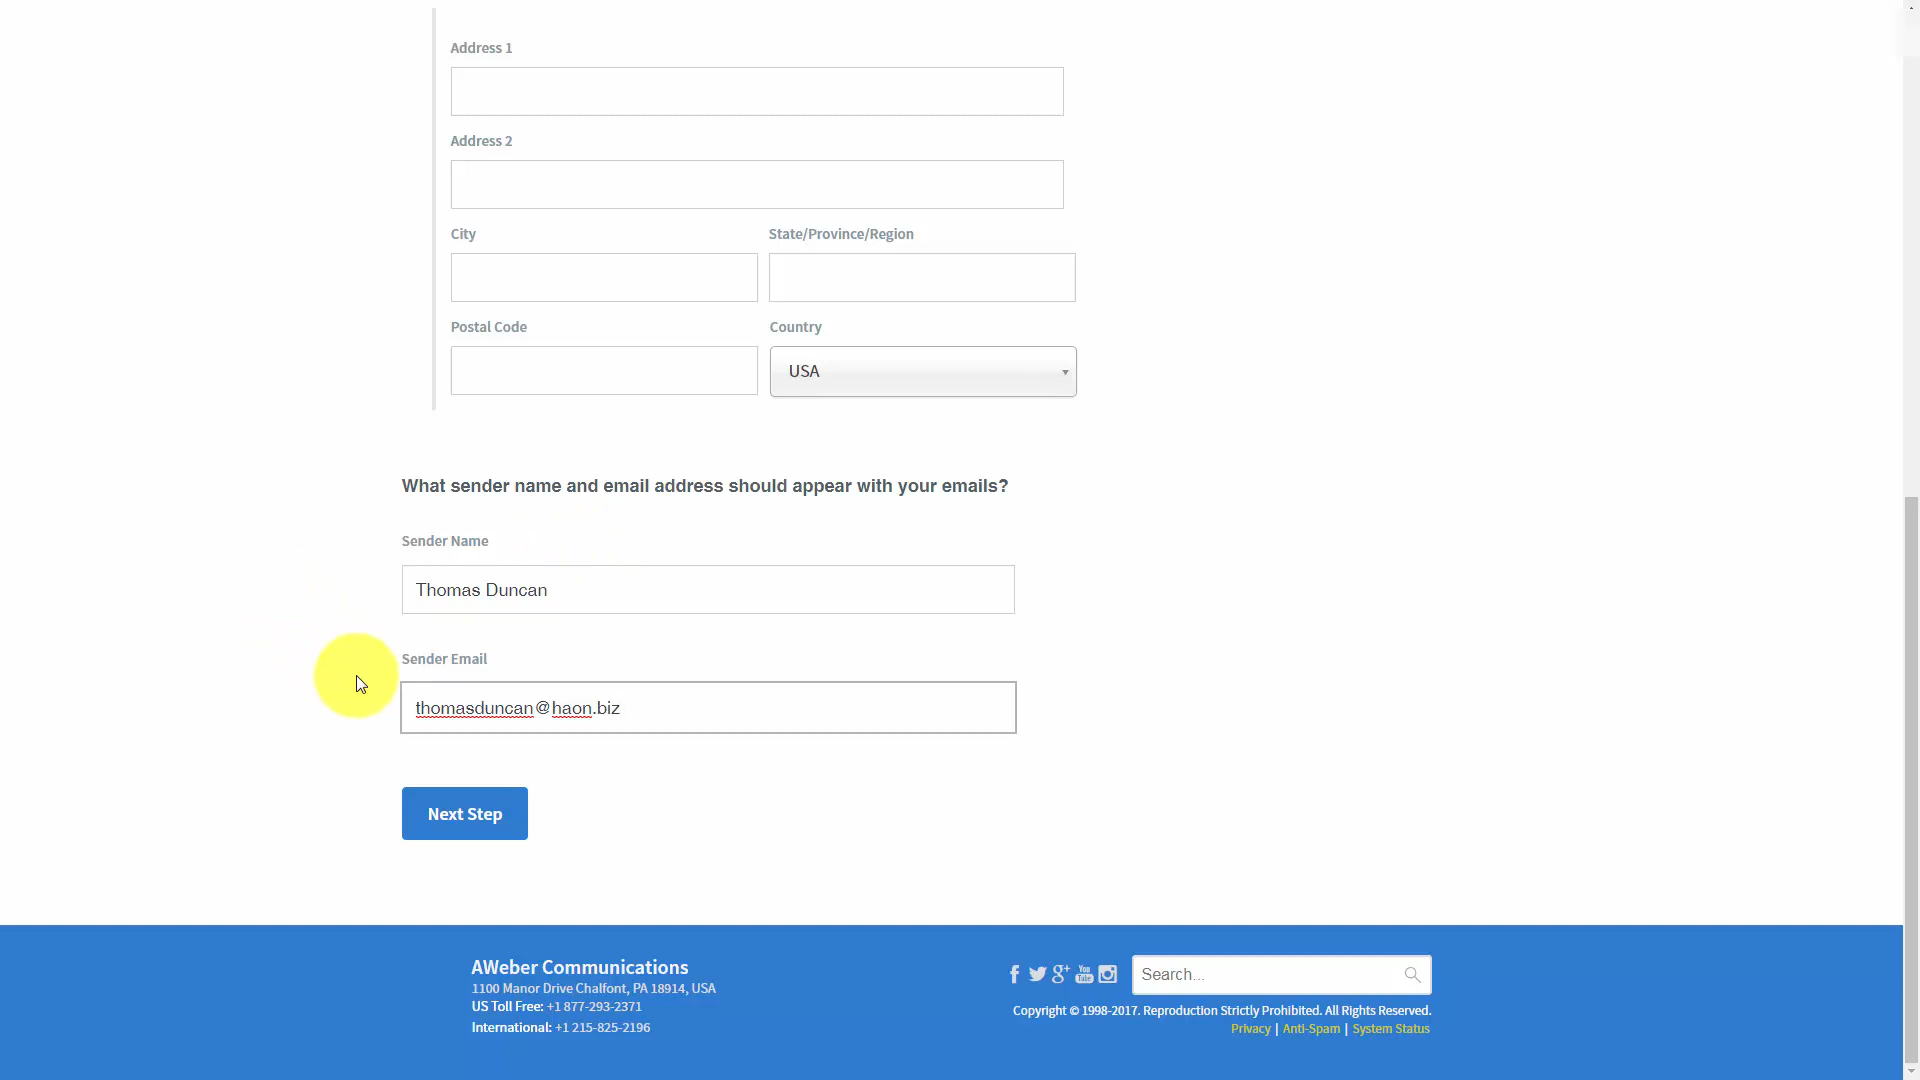 Address 1
Address 2
City State/Province/Region
Postal Code Country
USA
What sender name and email address should appear with your emails?
Sender Name
Thomas Duncan
Sender Email
thomasduncan@haon.biz
Next Step
AWeber Communications
1100 Manor Drive Chalfont, PA 18914, USA
US Toll Free: +1 877-293-2371
International: +1 215-825-2196
Search...
Copyright © 1998-2017. Reproduction Strictly Prohibited. All Rights Reserved.
Privacy | Anti-Spam | System Status